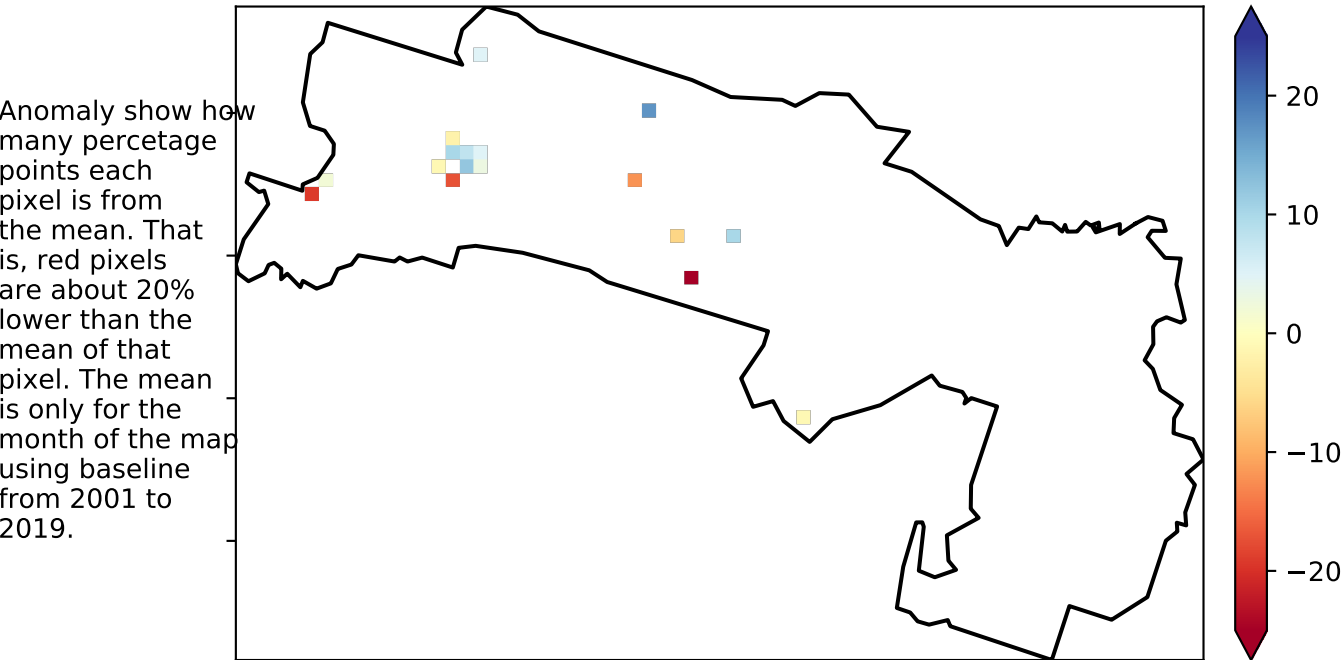 Anomaly show how
many percetage
points each
pixel is from
the mean. That
is, red pixels
are about 20%
lower than the
mean of that
pixel. The mean
is only for the
month of the map
using baseline
from 2001 to
2019.
20
10
0
−10
−20